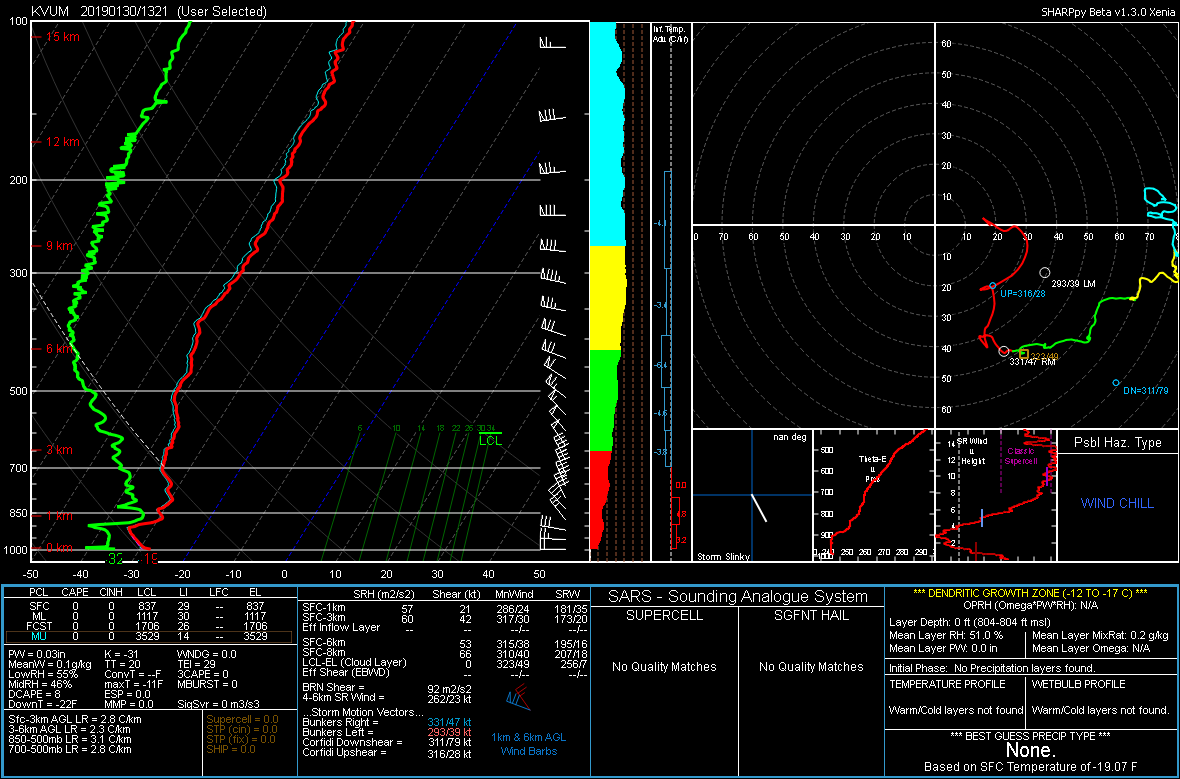 KVUM 20190130/1321 (User Selected)
SHARPpy Beta v1.3.0 Xenia
100
15 km
12 km
200
9 km
300
6 km
500
3 km
700
850
1 km
1000
0 km
6 10 14 18 22 26 30 34
LCL
-32 -19
-50 -40 -30 -20 -10 0 10 20 30 40 50
Inf. Temp.
Adv. (C/hr)
-3.4
-6.4
-4.6
-3.8
0.0
60
50
40
30
20
10
70 60 50 40 30 20 10 10 20 30 40 50 60 70
10
20
30
40
50
60
293/39 LM
UP=316/28
331/47 RM
DN=311/79
nan deg
Storm Slinky
500
600
700
800
900
Theta-E
v
Pres
250 260 270 280 290
SR Wind
v
Height
Classic
Supercell
14
12
10
8
6
4
2
Psbl Haz. Type
WIND CHILL
PCL CAPE CINH LCL LI LFC EL
SFC 0 0 837 29 -- 837
ML 0 0 1117 30 -- 1117
FCST 0 0 1706 26 -- 1706
MU 0 0 3529 14 -- 3529
PW = 0.03in K = -31 WNDG = 0.0
MeanW = 0.1g/kg TT = 20 TEI = 29
LowRH = 55% ConvT = --F 3CAPE = 0
MidRH = 46% maxT = -11F MBURST = 0
DCAPE = 6 ESP = 0.0
DownT = -22F MMP = 0.0 SigSvr = 0 m3/s3
Sfc-3km AGL LR = 2.8 C/km
3-6km AGL LR = 2.3 C/km
850-500mb LR = 3.1 C/km
700-500mb LR = 2.8 C/km
Supercell = 0.0
STP (cin) = 0.0
STP (fix) = 0.0
SHIP = 0.0
SRH (m2/s2) Shear (kt) MnWind SRW
SFC-1km 57 21 286/24 181/35
SFC-3km 60 42 317/30 173/20
Eff Inflow Layer -- -- --/-- --/--
SFC-6km 53 315/38 195/16
SFC-8km 66 310/40 207/18
LCL-EL (Cloud Layer) 0 323/49 256/7
Eff Shear (EBWD) -- --/-- --/--
BRN Shear = 92 m2/s2
4-6km SR Wind = 262/23 kt
...Storm Motion Vectors...
Bunkers Right = 331/47 kt
Bunkers Left = 293/39 kt
Corfidi Downshear = 311/79 kt
Corfidi Upshear = 316/28 kt
1km & 6km AGL
Wind Barbs
SARS - Sounding Analogue System
SUPERCELL SGFNT HAIL
No Quality Matches No Quality Matches
*** DENDRITIC GROWTH ZONE (-12 TO -17 C) ***
OPRH (Omega*PW*RH): N/A
Layer Depth: 0 ft (804-804 ft msl)
Mean Layer RH: 51.0 % Mean Layer MixRat: 0.2 g/kg
Mean Layer PW: 0.0 in Mean Layer Omega: N/A
Initial Phase: No Precipitation layers found.
TEMPERATURE PROFILE WETBULB PROFILE
Warm/Cold layers not found. Warm/Cold layers not found.
*** BEST GUESS PRECIP TYPE ***
None.
Based on SFC Temperature of -19.07 F